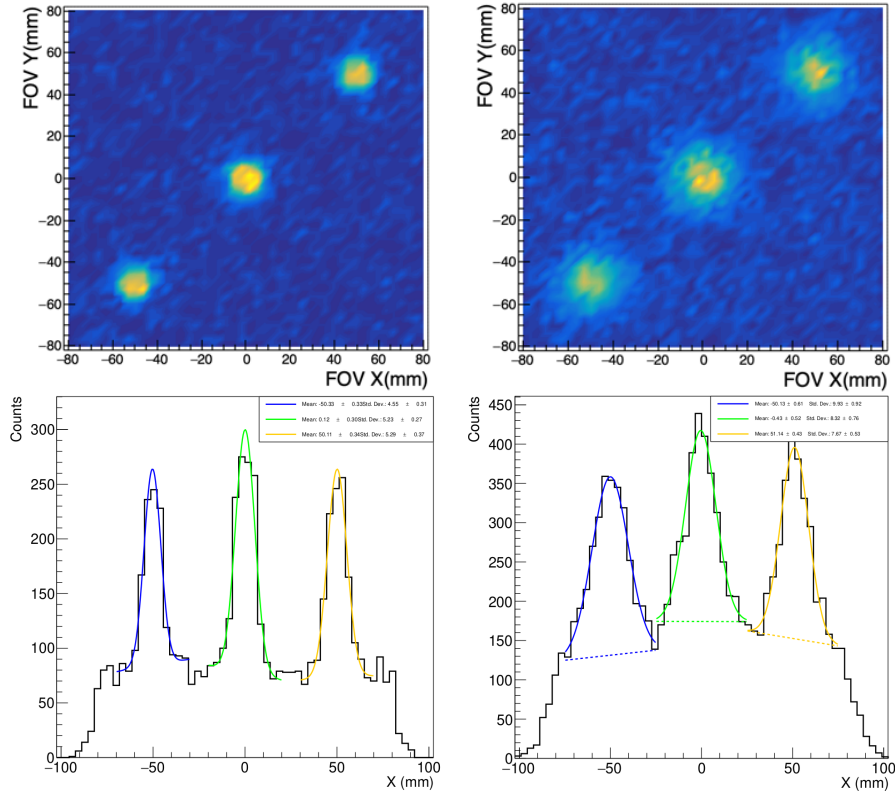 FOV Y(mm)
80
60
40
20
0
−20
−40
−60
−80
−80 −60 −40 −20 0 20 40 60 80
FOV X(mm)
FOV Y(mm)
80
60
40
20
0
−20
−40
−60
−80
−80 −60 −40 −20 0 20 40 60 80
FOV X(mm)
Counts
300
250
200
150
100
50
0
−100 −50 0 50 100
X (mm)
Mean: -50.33 ± 0.33Std. Dev.: 4.55 ± 0.31
Mean: 0.12 ± 0.30Std. Dev.: 5.23 ± 0.27
Mean: 50.11 ± 0.34Std. Dev.: 5.29 ± 0.37
Counts
450
400
350
300
250
200
150
100
50
0
−100 −50 0 50 100
X (mm)
Mean: -50.13 ± 0.61 Std. Dev.: 9.93 ± 0.92
Mean: -0.43 ± 0.52 Std. Dev.: 8.32 ± 0.76
Mean: 51.14 ± 0.43 Std. Dev.: 7.67 ± 0.53